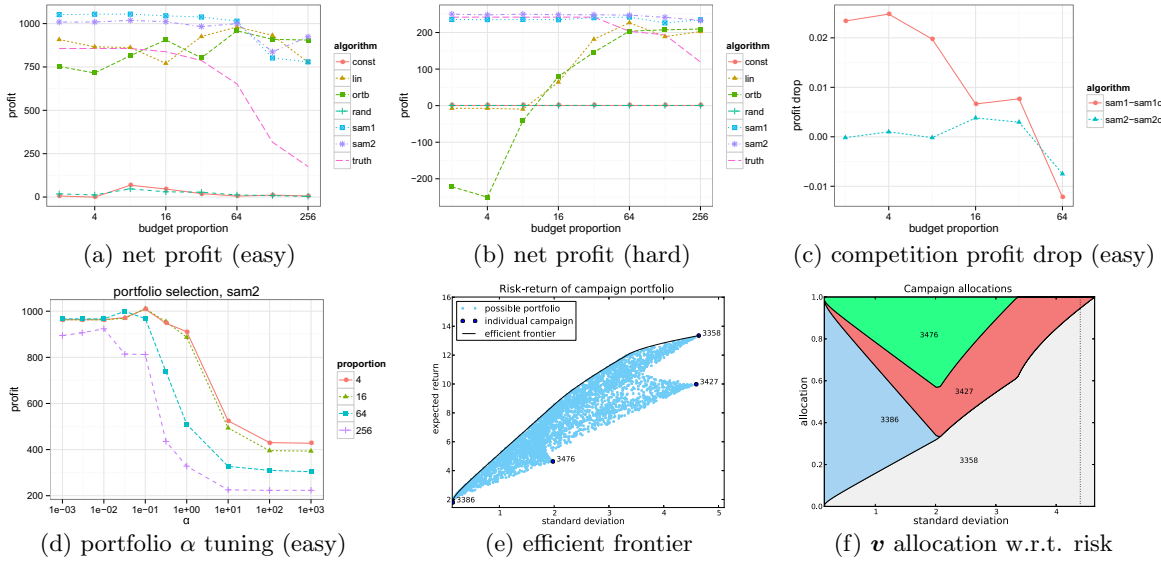 1000
750
500
250
0
profit
4
16
64
256
budget proportion
algorithm
const
lin
ortb
rand
sam1
sam2
truth
(a) net profit (easy)
200
100
0
−100
−200
profit
4
16
64
256
budget proportion
algorithm
const
lin
ortb
rand
sam1
sam2
truth
(b) net profit (hard)
0.02
0.01
0.00
−0.01
profit drop
4
16
64
budget proportion
algorithm
sam1−sam1c
sam2−sam2c
(c) competition profit drop (easy)
portfolio selection, sam2
1000
800
600
400
200
profit
1e−03
1e−02
1e−01
1e+00
1e+01
1e+02
1e+03
α
proportion
4
16
64
256
(d) portfolio α tuning (easy)
Risk-return of campaign portfolio
possible portfolio
individual campaign
efficient frontier
16
14
12
10
8
6
4
2
expected return
3358
3427
3476
3386
1
2
3
4
5
standard deviation
(e) efficient frontier
Campaign allocations
1.0
0.8
0.6
0.4
0.2
0.0
allocation
3476
3427
3386
3358
1
2
3
4
standard deviation
(f) v allocation w.r.t. risk